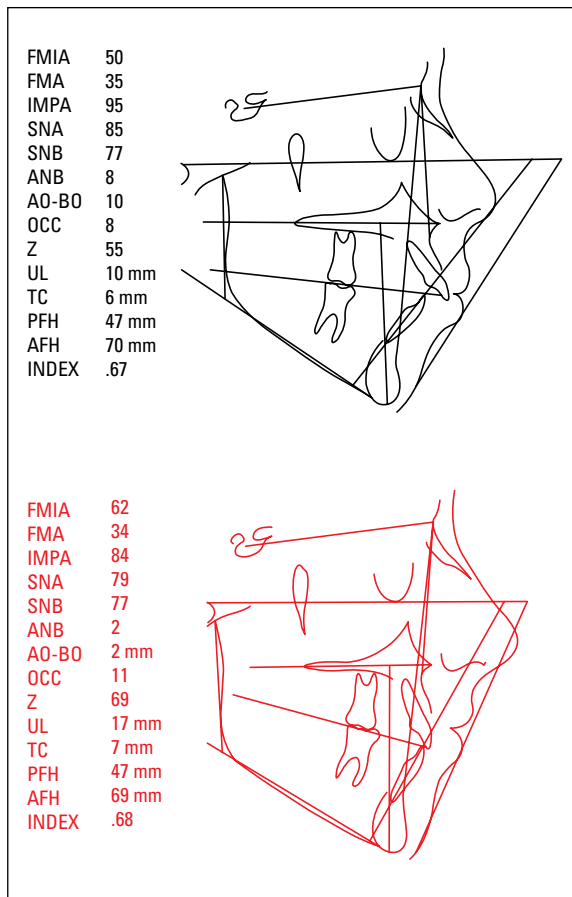 FMIA 50
FMA 35
IMPA 95
SNA 85
SNB 77
ANB 8
AO-BO 10
OCC 8
Z 55
UL 10 mm
TC 6 mm
PFH 47 mm
AFH 70 mm
INDEX .67
FMIA 62
FMA 34
IMPA 84
SNA 79
SNB 77
ANB 2
AO-BO 2 mm
OCC 11
Z 69
UL 17 mm
TC 7 mm
PFH 47 mm
AFH 69 mm
INDEX .68